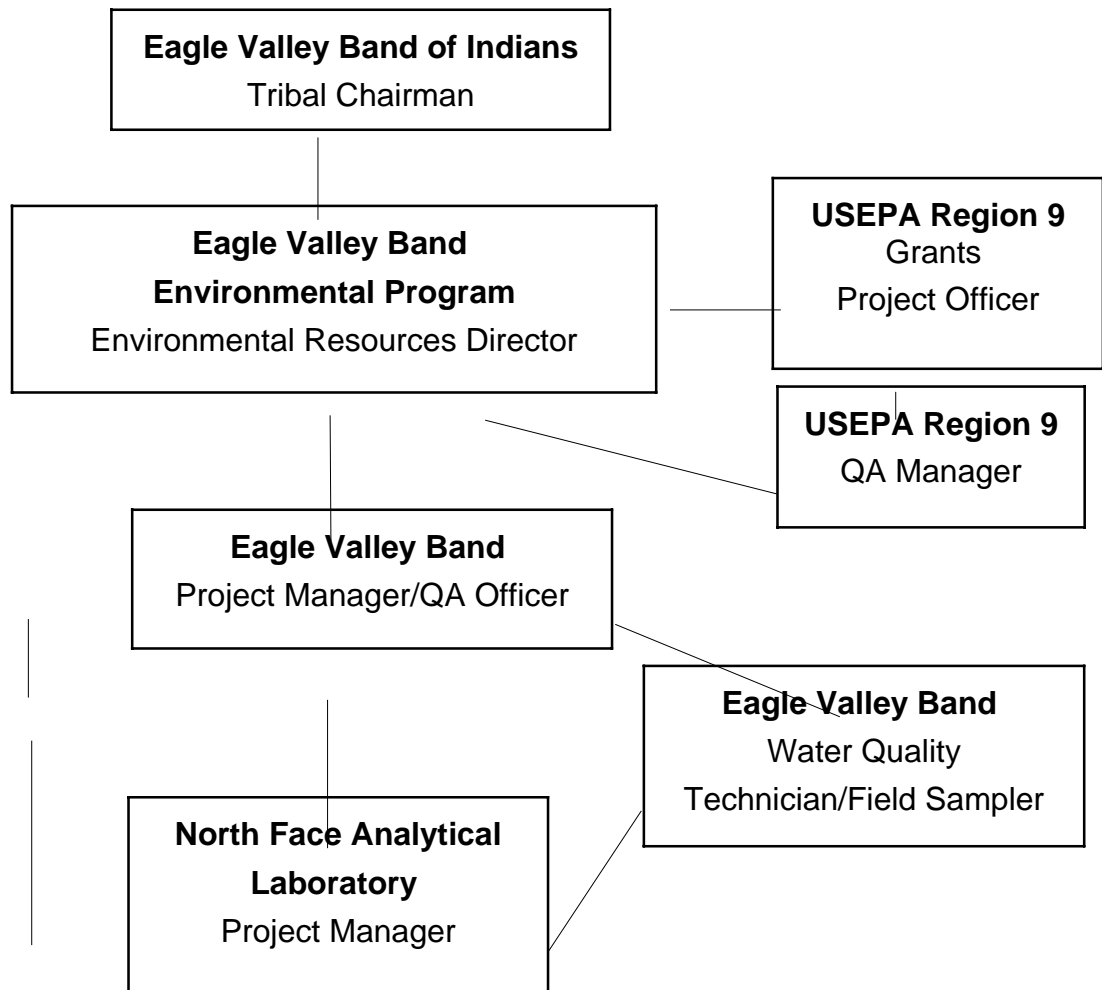 Eagle Valley Band of Indians
Tribal Chairman
Eagle Valley Band
Environmental Program
Environmental Resources Director
USEPA Region 9
Grants
Project Officer
USEPA Region 9
QA Manager
Eagle Valley Band
Project Manager/QA Officer
Eagle Valley Band
Water Quality
Technician/Field Sampler
North Face Analytical
Laboratory
Project Manager